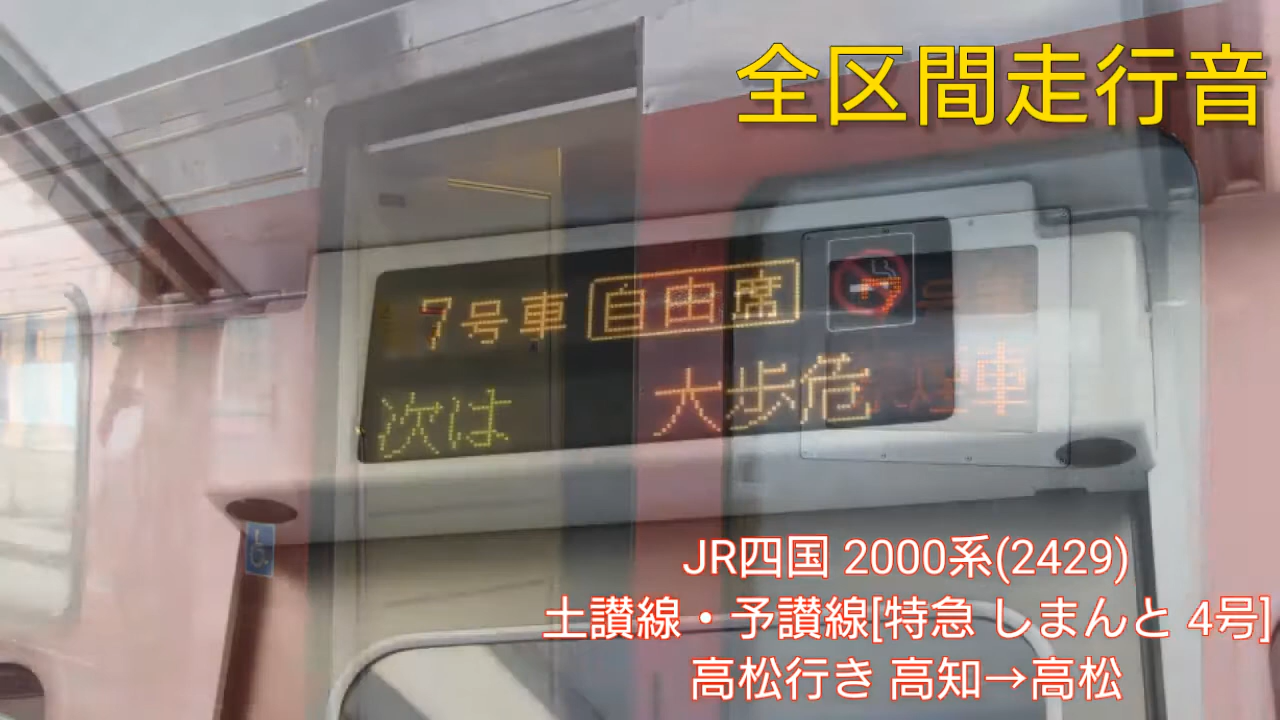 全区間走行音
7号車 自由席
次は 大歩危
JR四国 2000系(2429)
土讃線・予讃線[特急 しまんと 4号]
高松行き 高知→高松